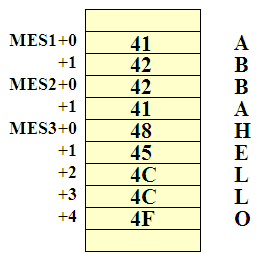 MES1+0 41 A
+1 42 B
MES2+0 42 B
+1 41 A
MES3+0 48 H
+1 45 E
+2 4C L
+3 4C L
+4 4F O